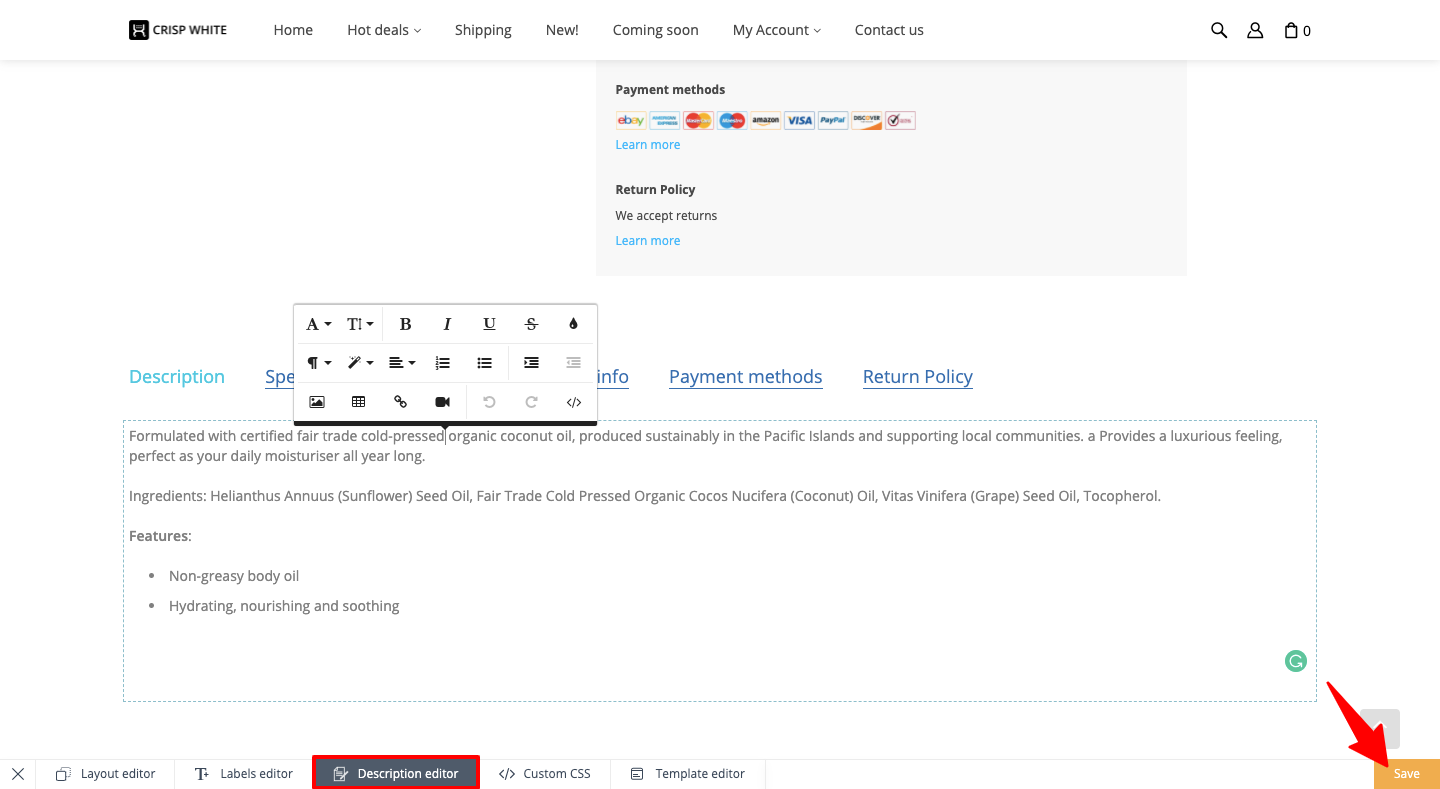 CRISP WHITE
Home
Hot deals
Shipping
New!
Coming soon
My Account
Contact us
0
Payment methods
ebay AMERICAN EXPRESS MasterCard Maestro amazon VISA PayPal DISCOVER
Learn more
Return Policy
We accept returns
Learn more
A TI B I U S
Description
Spe
info
Payment methods
Return Policy
Formulated with certified fair trade cold-pressed organic coconut oil, produced sustainably in the Pacific Islands and supporting local communities. a Provides a luxurious feeling,
perfect as your daily moisturiser all year long.
Ingredients: Helianthus Annuus (Sunflower) Seed Oil, Fair Trade Cold Pressed Organic Cocos Nucifera (Coconut) Oil, Vitas Vinifera (Grape) Seed Oil, Tocopherol.
Features:
Non-greasy body oil
Hydrating, nourishing and soothing
Layout editor
Labels editor
Description editor
Custom CSS
Template editor
Save